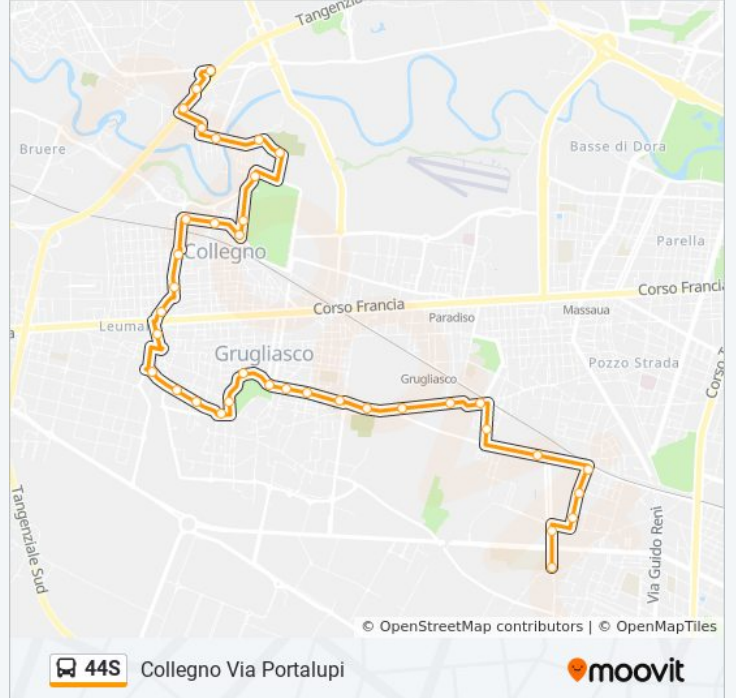 Tangenziale
Bruere
Basse di Dora
Parella
Collegno
Corso Francia
Corso Francia
Massaua
Paradiso
Leuma
Grugliasco
Pozzo Strada
Grugliasco
Corso
Tangenziale Sud
Via Guido Reni
© OpenStreetMap contributors | © OpenMapTiles
44S Collegno Via Portalupi
moovit